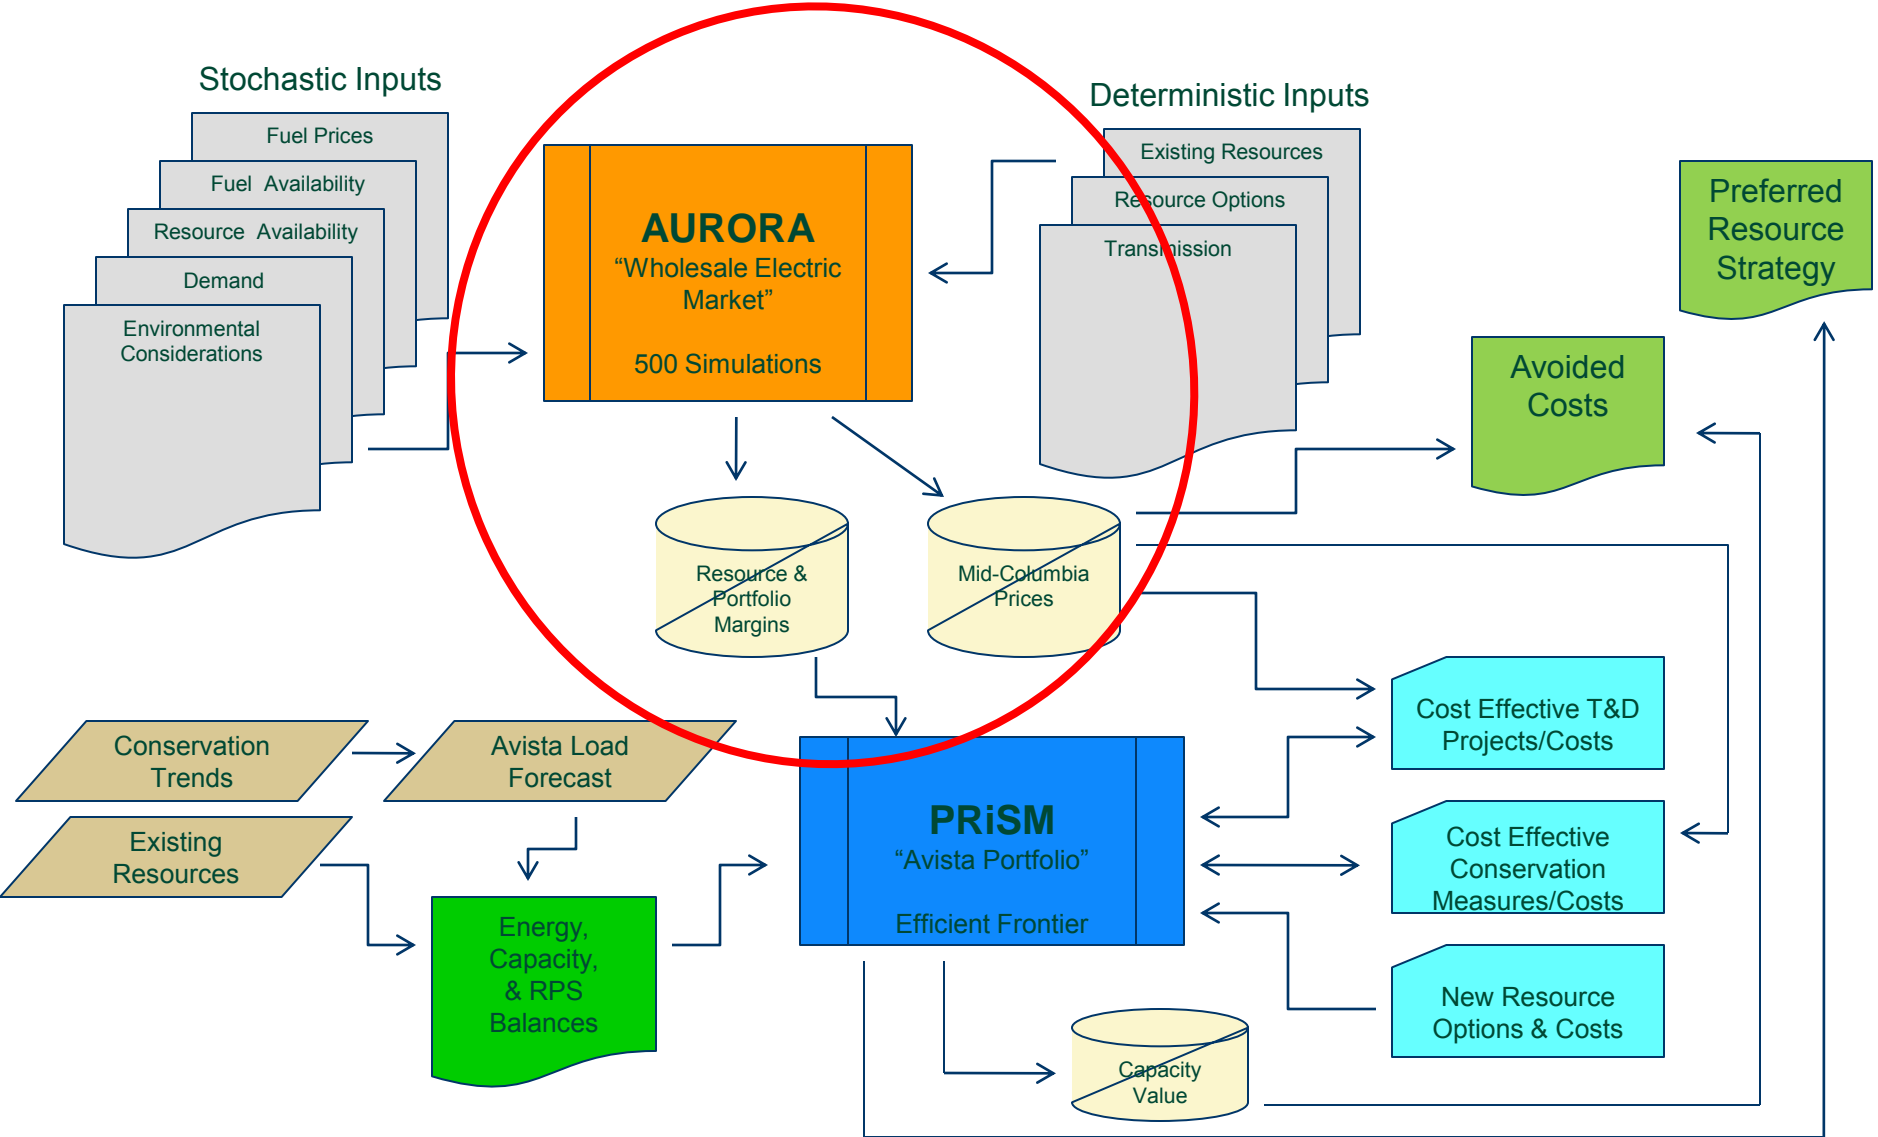 Stochastic Inputs
Fuel Prices
Fuel Availability
Resource Availability
Demand
Environmental
Considerations
AURORA
“Wholesale Electric
Market”
500 Simulations
Deterministic Inputs
Existing Resources
Resource Options
Transmission
Preferred
Resource
Strategy
Avoided
Costs
Resource &
Portfolio
Margins
Mid-Columbia
Prices
Conservation
Trends
Avista Load
Forecast
Existing
Resources
Energy,
Capacity,
& RPS
Balances
PRiSM
“Avista Portfolio”
Efficient Frontier
Cost Effective T&D
Projects/Costs
Cost Effective
Conservation
Measures/Costs
New Resource
Options & Costs
Capacity
Value